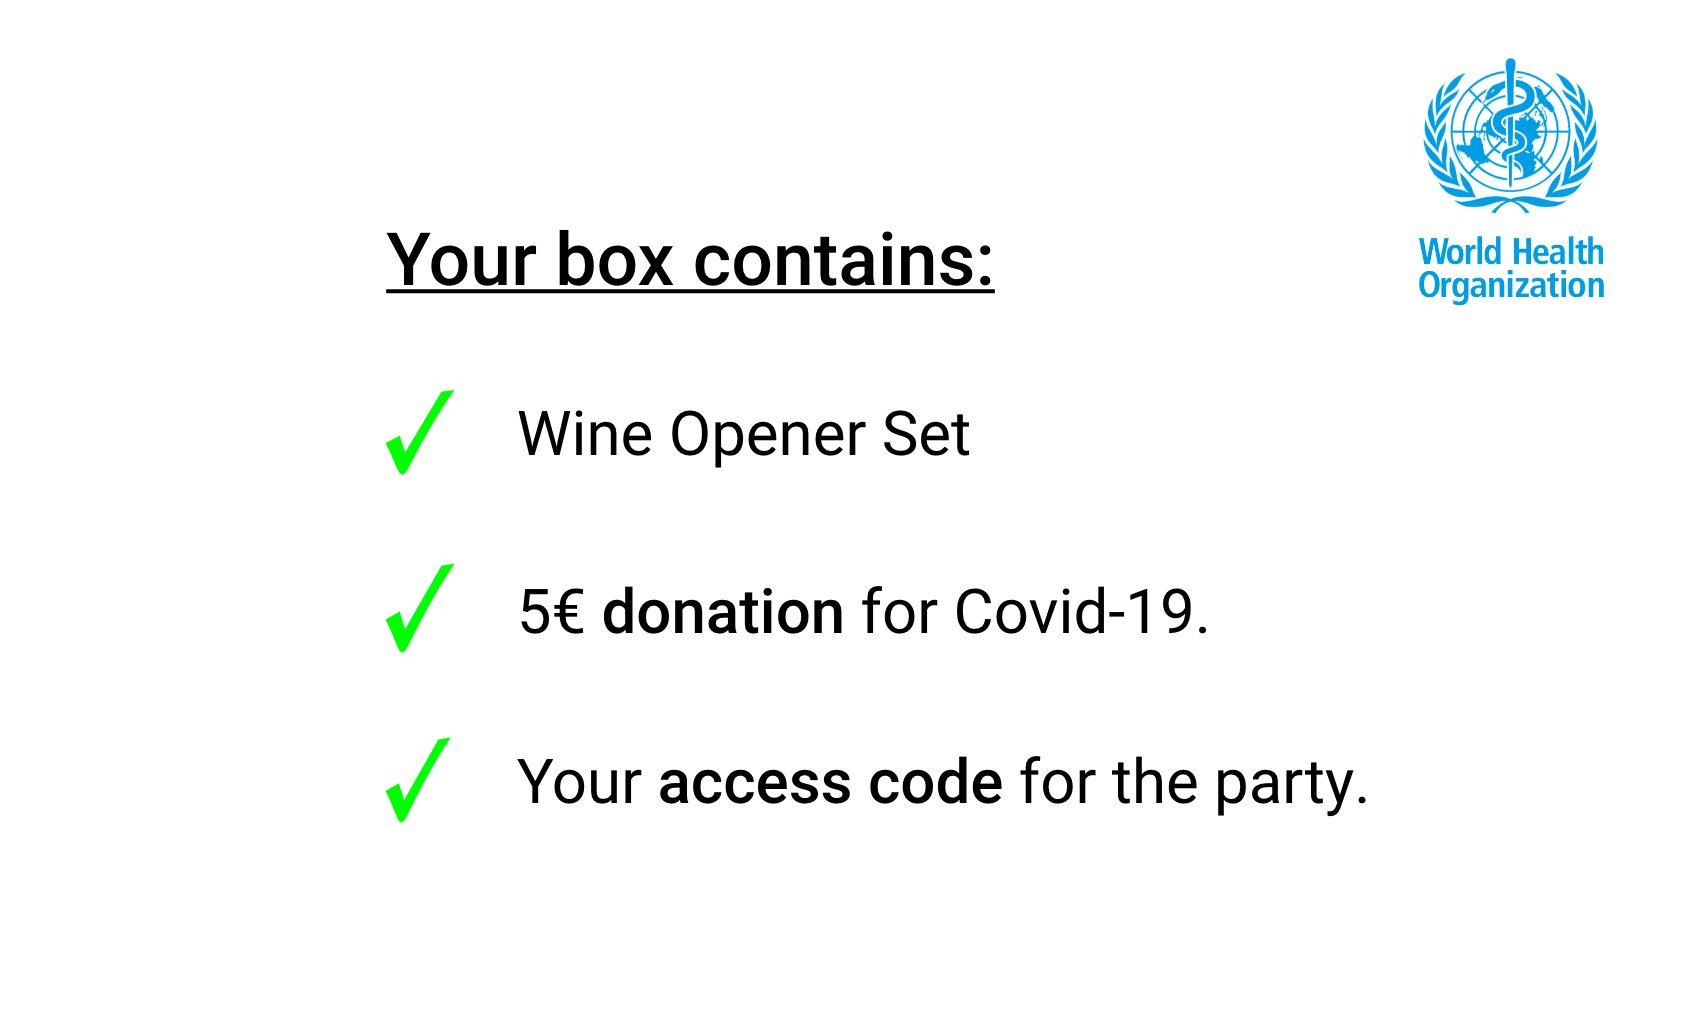 World Health
Organization
Your box contains:
Wine Opener Set
5€ donation for Covid-19.
Your access code for the party.